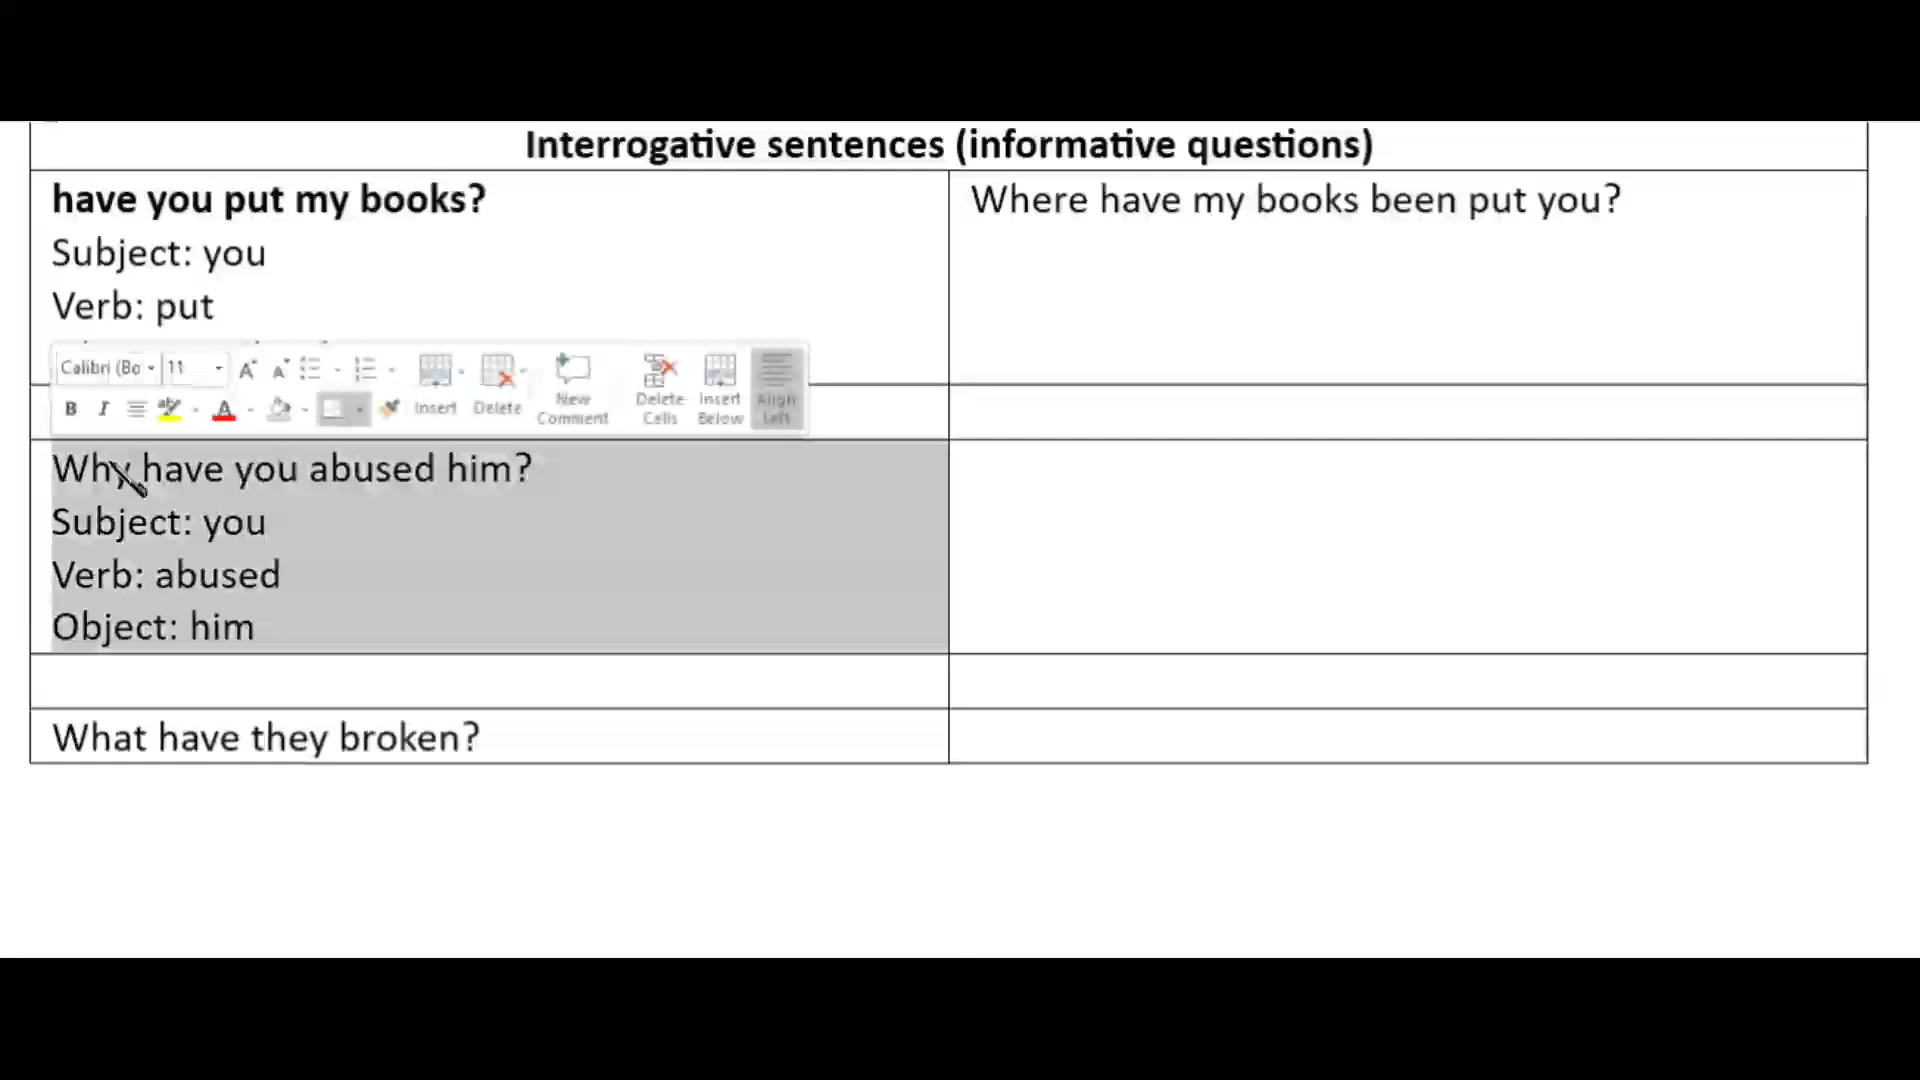 Interrogative sentences (informative questions)
have you put my books?
Where have my books been put you?
Subject: you
Verb: put
Calibri (Bo
11
B I
A
Insert
Delete
New
Comment
Delete
Cells
Insert
Below
Align
Left
Why have you abused him?
Subject: you
Verb: abused
Object: him
What have they broken?